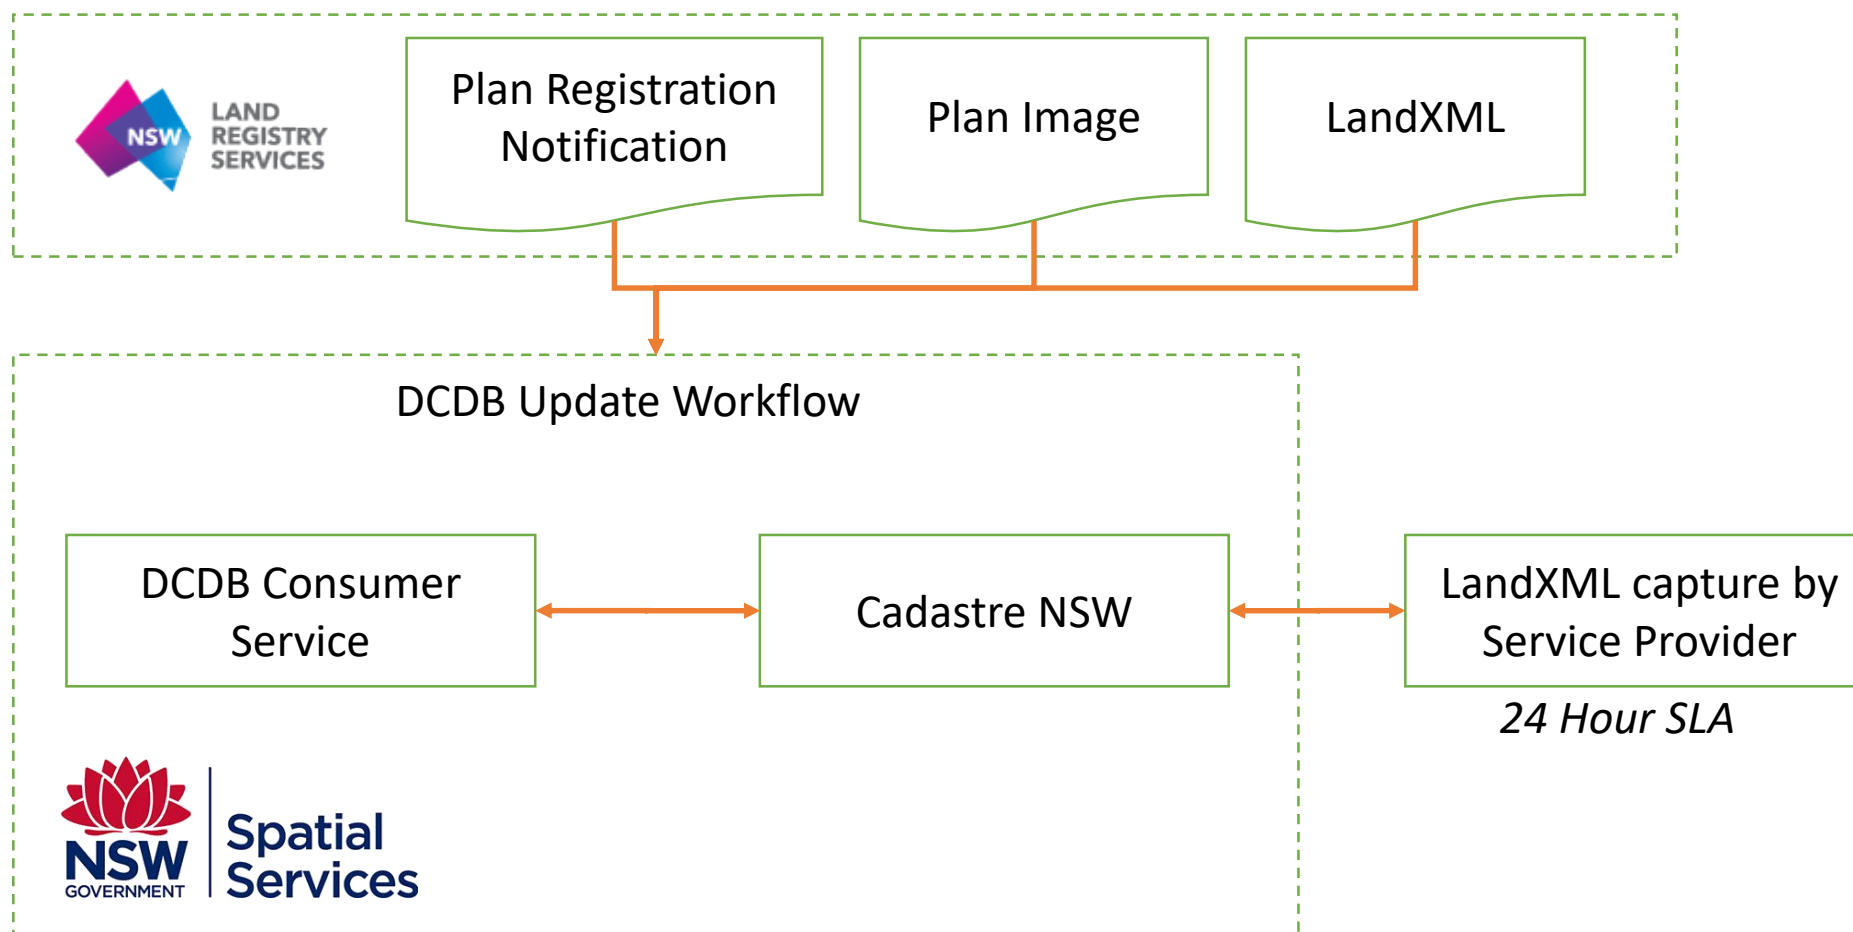 NSW
LAND
REGISTRY
SERVICES
Plan Registration
Notification
Plan Image
LandXML
DCDB Update Workflow
DCDB Consumer
Service
Cadastre NSW
LandXML capture by
Service Provider
24 Hour SLA
NSW
GOVERNMENT
Spatial
Services